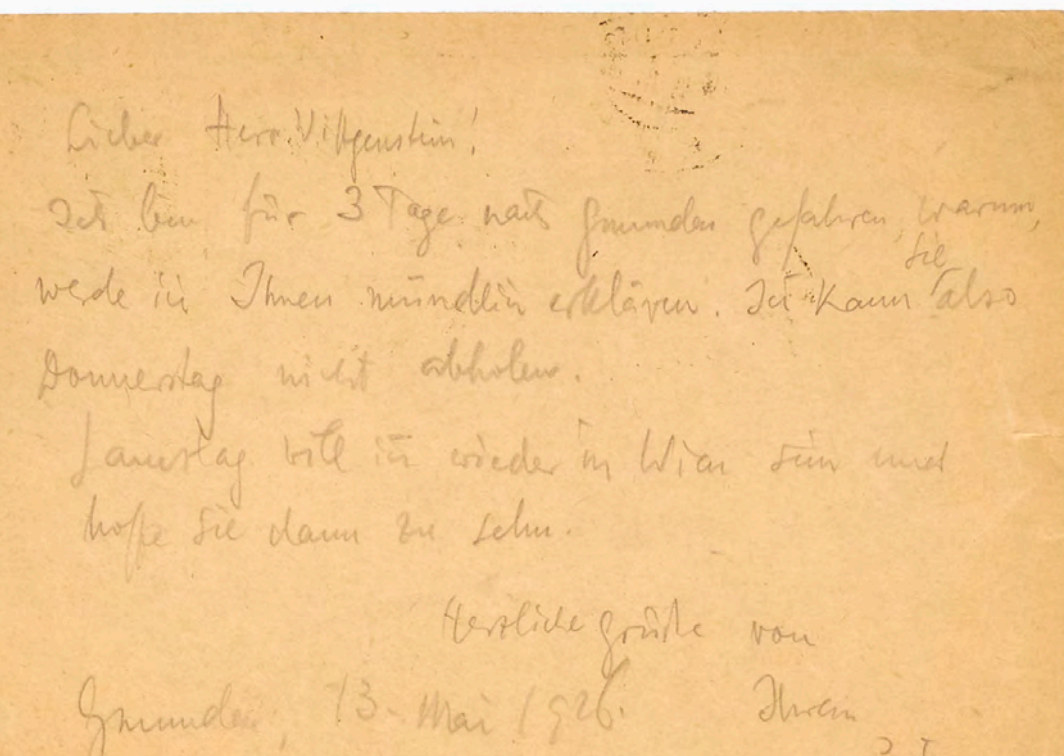 Lieber Herr Wittgenstein!
Ich bin für 3 Tage nach Gmunden gefahren, warum,
werde ich Ihnen mündlich erklären. Ich kann Sie also
Donnerstag nicht abholen.
Samstag will ich wieder in Wien sein und
hoffe Sie dann zu sehn.
Herzliche Grüße von
Gmunden, 13. Mai 1926. Ihrem